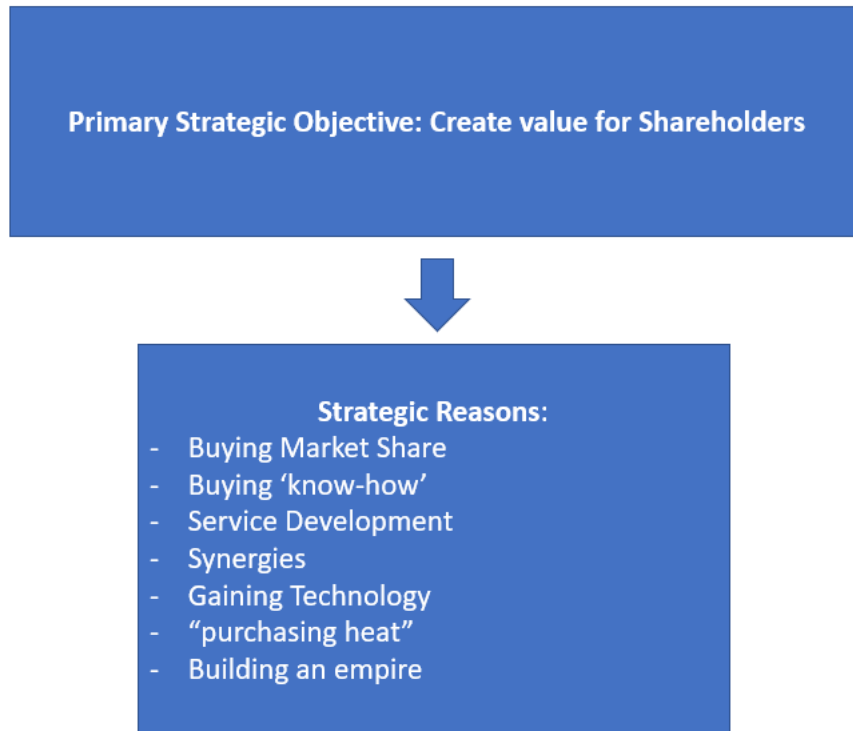 Primary Strategic Objective: Create value for Shareholders
Strategic Reasons:
- Buying Market Share
- Buying ‘know-how’
- Service Development
- Synergies
- Gaining Technology
- “purchasing heat”
- Building an empire